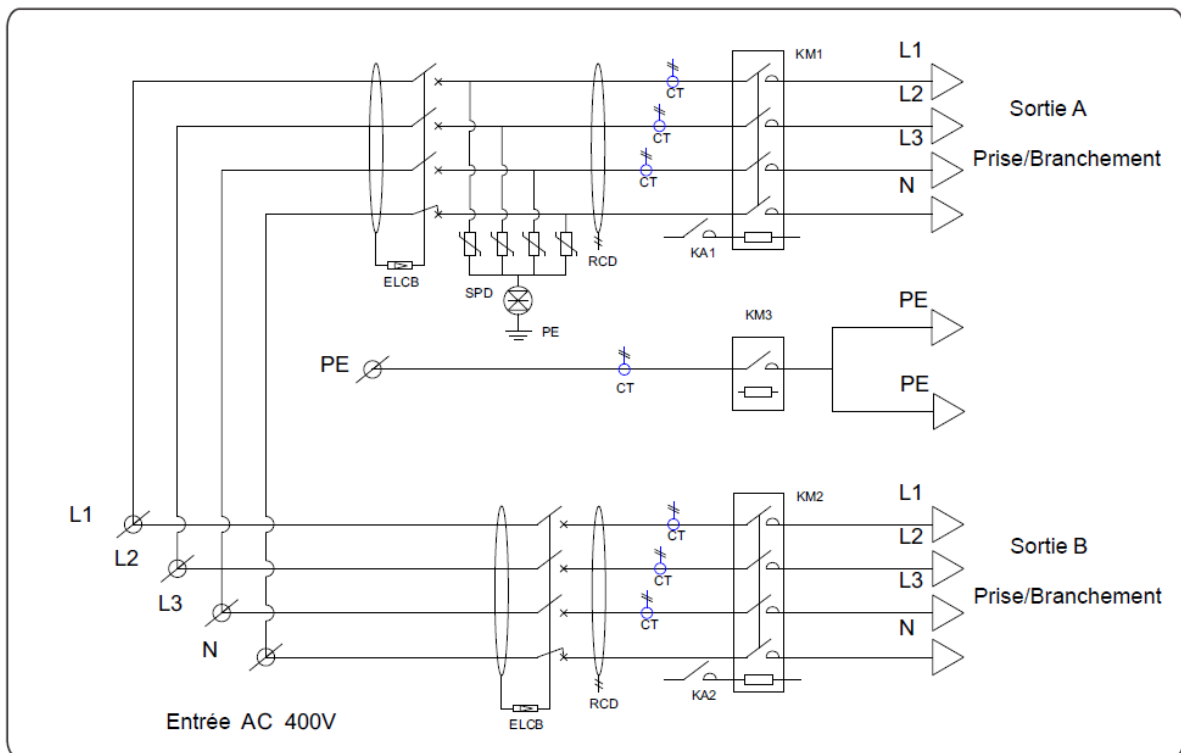 KM1
L1
L2
L3
N
CT
CT
CT
Sortie A
Prise/Branchement
KA1
ELCB
RCD
SPD
PE
KM3
PE
PE
PE
CT
L1
L2
L3
N
KM2
L1
L2
L3
N
CT
CT
CT
Sortie B
Prise/Branchement
KA2
ELCB
RCD
Entrée AC 400V